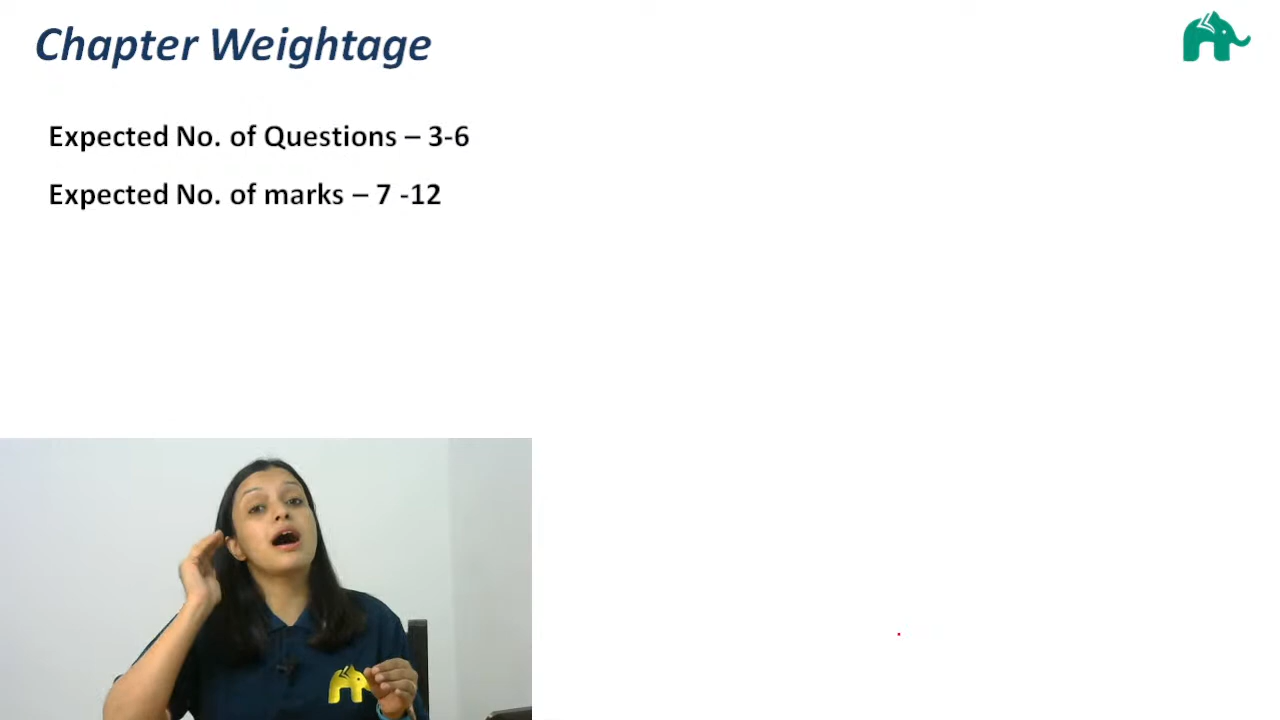 Chapter Weightage
Expected No. of Questions – 3-6
Expected No. of marks – 7 -12